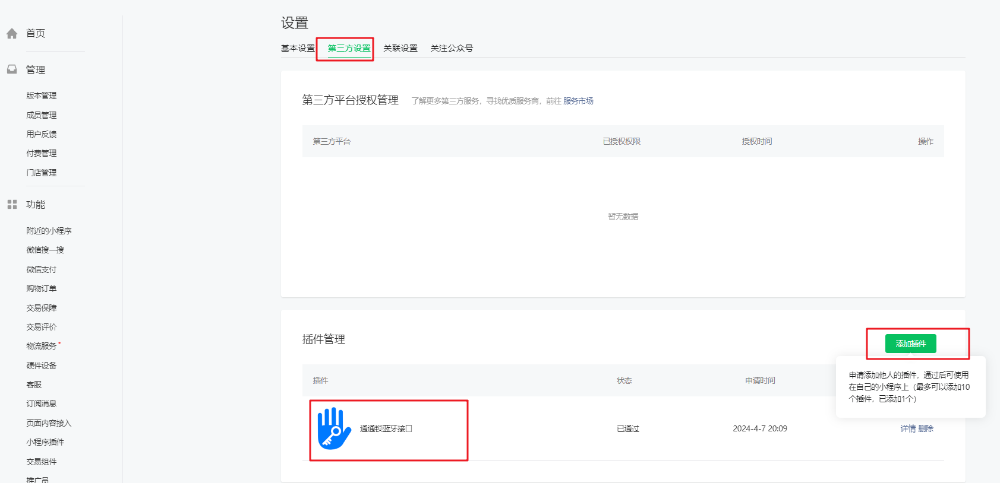 首页
管理
版本管理
成员管理
用户反馈
付费管理
门店管理
功能
附近的小程序
微信搜一搜
微信支付
购物订单
交易保障
交易评价
物流服务
硬件设备
客服
订阅消息
页面内容接入
小程序插件
交易组件
推广员
设置
基本设置 第三方设置 关联设置 关注公众号
第三方平台授权管理 了解更多第三方服务，寻找优质服务商，前往 服务市场
第三方平台 已授权权限 授权时间 操作
暂无数据
插件管理 添加插件
申请添加他人的插件，通过后可使用
在自己的小程序上（最多可以添加10
个插件，已添加1个）
插件 状态 申请时间
通通锁蓝牙接口 已通过 2024-4-7 20:09 详情 删除